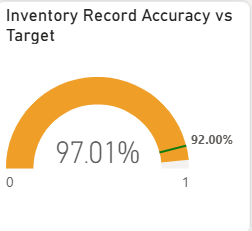 Inventory Record Accuracy vs
Target
92.00%
97.01%
0
1